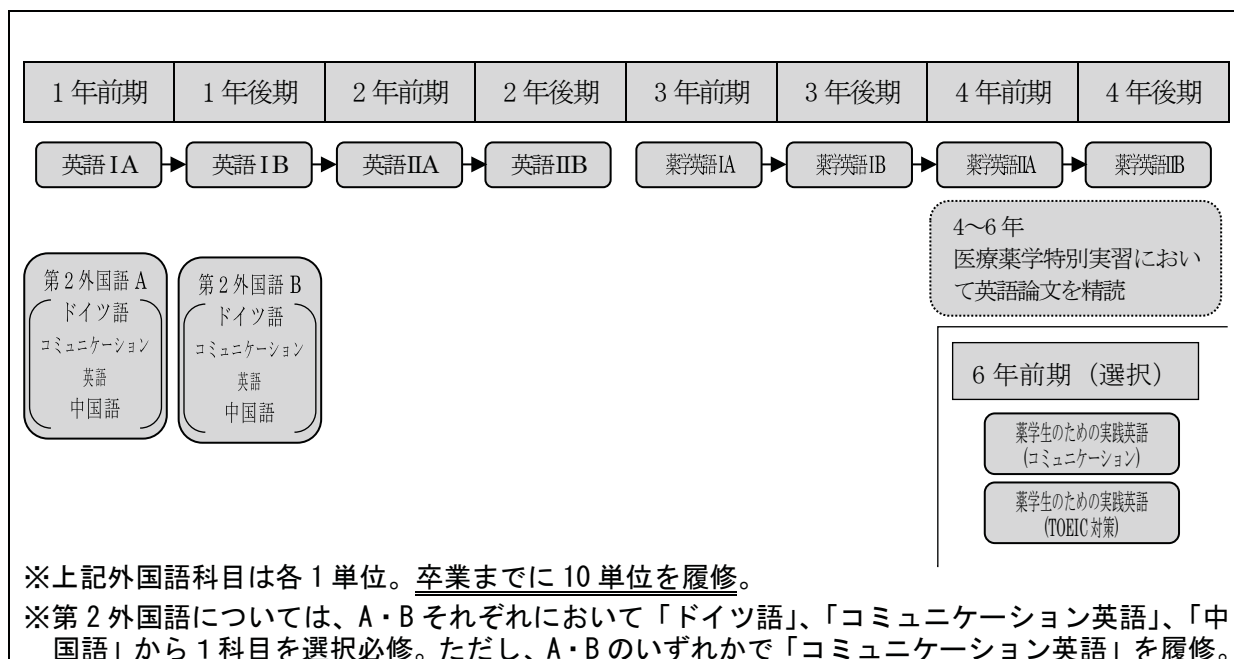 1年前期 1年後期 2年前期 2年後期 3年前期 3年後期 4年前期 4年後期
英語ⅠA 英語ⅠB 英語ⅡA 英語ⅡB 薬学英語ⅠA 薬学英語ⅠB 薬学英語ⅡA 薬学英語ⅡB
4～6年
医療薬学特別実習におい
て英語論文を精読
第2外国語A
ドイツ語
コミュニケーション
英語
中国語
第2外国語B
ドイツ語
コミュニケーション
英語
中国語
6年前期（選択）
薬学生のための実践英語
(コミュニケーション)
薬学生のための実践英語
(TOEIC対策)
※上記外国語科目は各1単位。卒業までに10単位を履修。
※第2外国語については、A・Bそれぞれにおいて「ドイツ語」、「コミュニケーション英語」、「中
国語」から1科目を選択必修。ただし、A・Bのいずれかで「コミュニケーション英語」を履修。